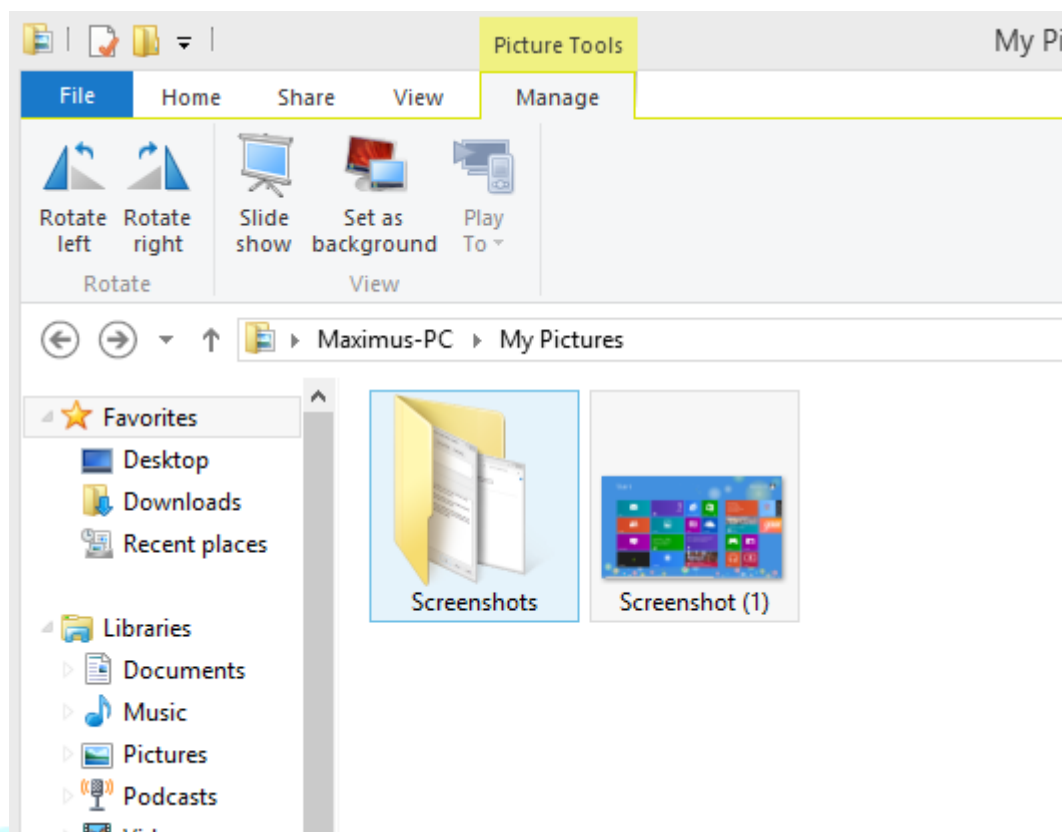 Picture Tools
My Pi
File Home Share View Manage
Rotate left
Rotate right
Slide show
Set as background
Play To
Rotate
View
Maximus-PC My Pictures
Favorites
Desktop
Downloads
Recent places
Libraries
Documents
Music
Pictures
Podcasts
Screenshots
Screenshot (1)